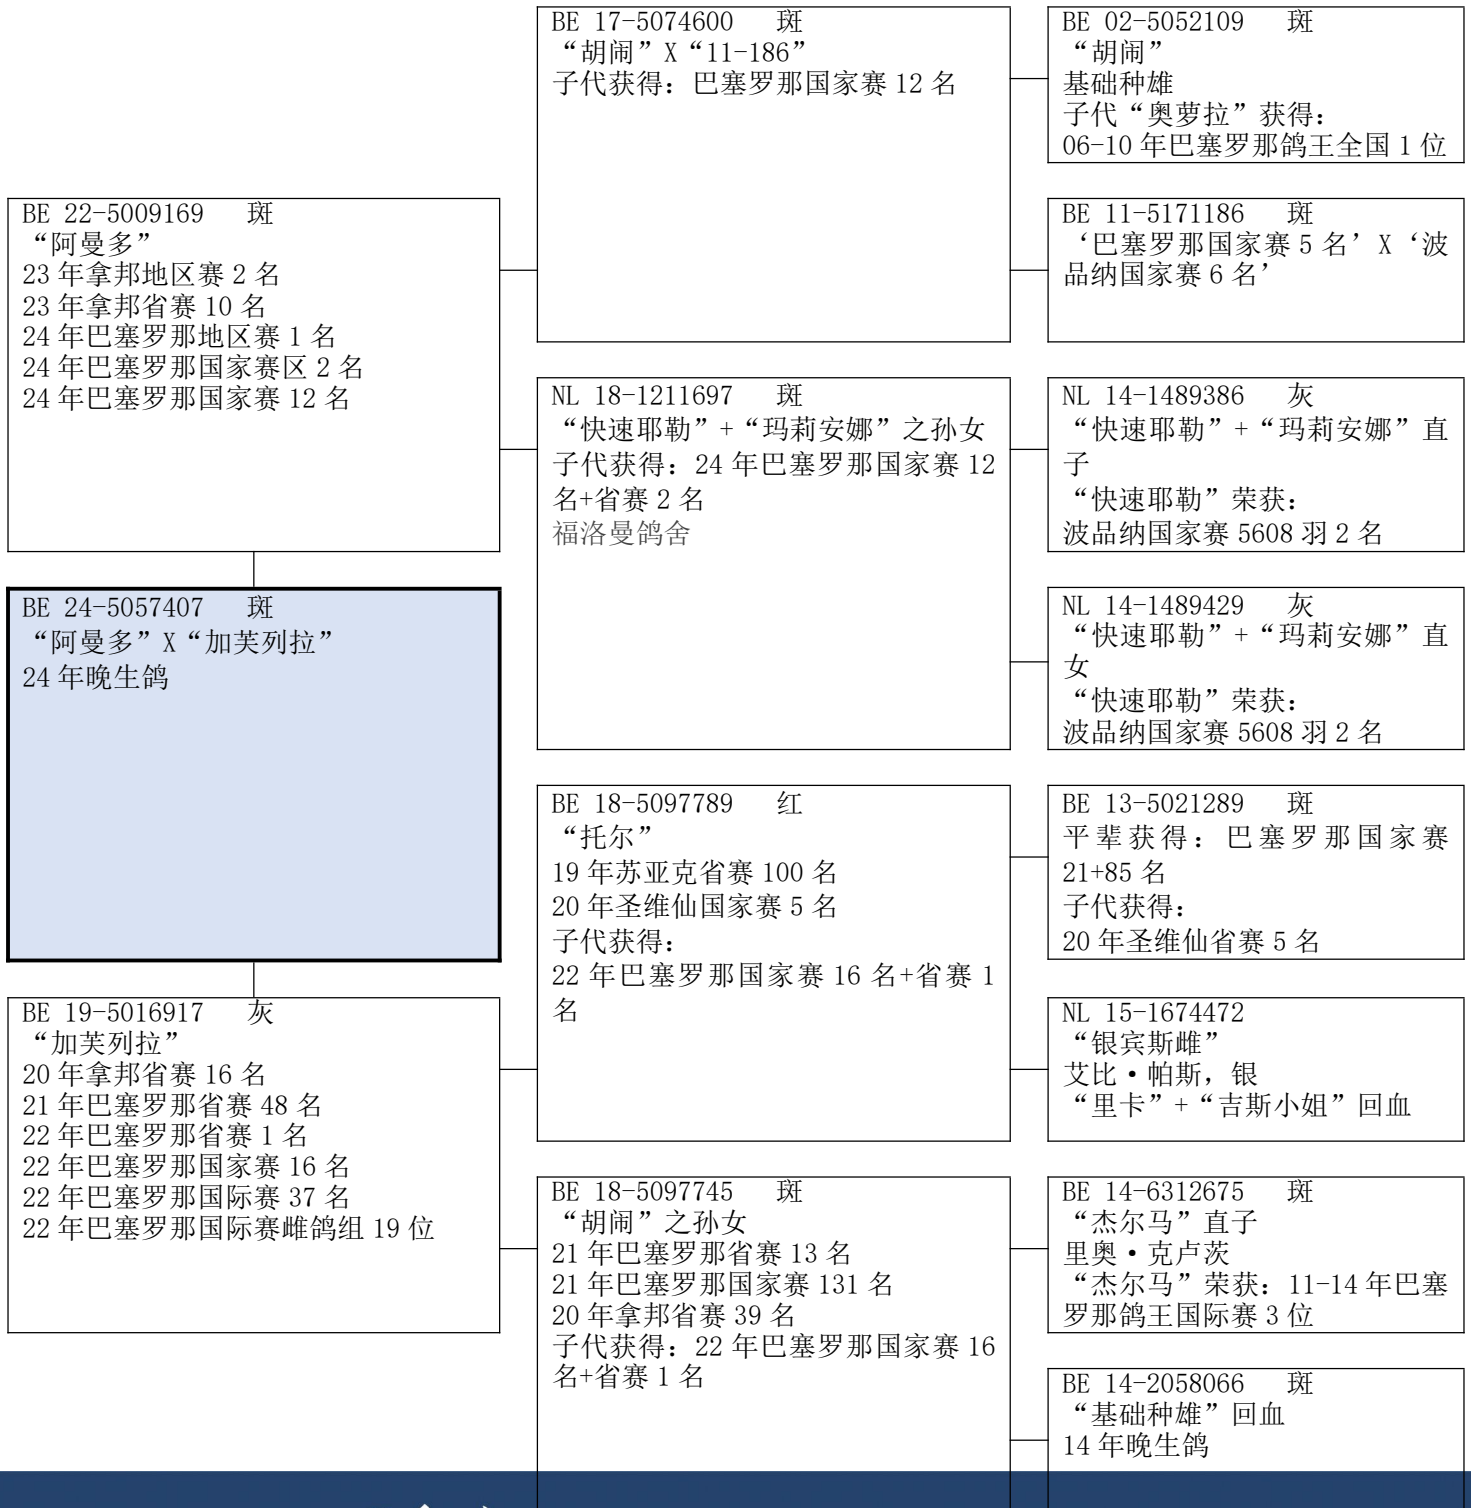 BE 17-5074600 斑
“胡闹”X“11-186”
子代获得：巴塞罗那国家赛 12 名
BE 02-5052109 斑
“胡闹”
基础种雄
子代“奥萝拉”获得：
06-10 年巴塞罗那鸽王全国 1 位
BE 22-5009169 斑
“阿曼多”
23 年拿邦地区赛 2 名
23 年拿邦省赛 10 名
24 年巴塞罗那地区赛 1 名
24 年巴塞罗那国家赛区 2 名
24 年巴塞罗那国家赛 12 名
BE 11-5171186 斑
‘巴塞罗那国家赛 5 名’X‘波
品纳国家赛 6 名’
NL 18-1211697 斑
“快速耶勒”+“玛莉安娜”之孙女
子代获得：24 年巴塞罗那国家赛 12
名+省赛 2 名
福洛曼鸽舍
NL 14-1489386 灰
“快速耶勒”+“玛莉安娜”直
子
“快速耶勒”荣获：
波品纳国家赛 5608 羽 2 名
BE 24-5057407 斑
“阿曼多”X“加芙列拉”
24 年晚生鸽
NL 14-1489429 灰
“快速耶勒”+“玛莉安娜”直
女
“快速耶勒”荣获：
波品纳国家赛 5608 羽 2 名
BE 18-5097789 红
“托尔”
19 年苏亚克省赛 100 名
20 年圣维仙国家赛 5 名
子代获得：
22 年巴塞罗那国家赛 16 名+省赛 1
名
BE 13-5021289 斑
平辈获得：巴塞罗那国家赛
21+85 名
子代获得：
20 年圣维仙省赛 5 名
BE 19-5016917 灰
“加芙列拉”
20 年拿邦省赛 16 名
21 年巴塞罗那省赛 48 名
22 年巴塞罗那省赛 1 名
22 年巴塞罗那国家赛 16 名
22 年巴塞罗那国际赛 37 名
22 年巴塞罗那国际赛雌鸽组 19 位
NL 15-1674472
“银宾斯雌”
艾比•帕斯，银
“里卡”+“吉斯小姐”回血
BE 18-5097745 斑
“胡闹”之孙女
21 年巴塞罗那省赛 13 名
21 年巴塞罗那国家赛 131 名
20 年拿邦省赛 39 名
子代获得：22 年巴塞罗那国家赛 16
名+省赛 1 名
BE 14-6312675 斑
“杰尔马”直子
里奥•克卢茨
“杰尔马”荣获：11-14 年巴塞
罗那鸽王国际赛 3 位
BE 14-2058066 斑
“基础种雄”回血
14 年晚生鸽